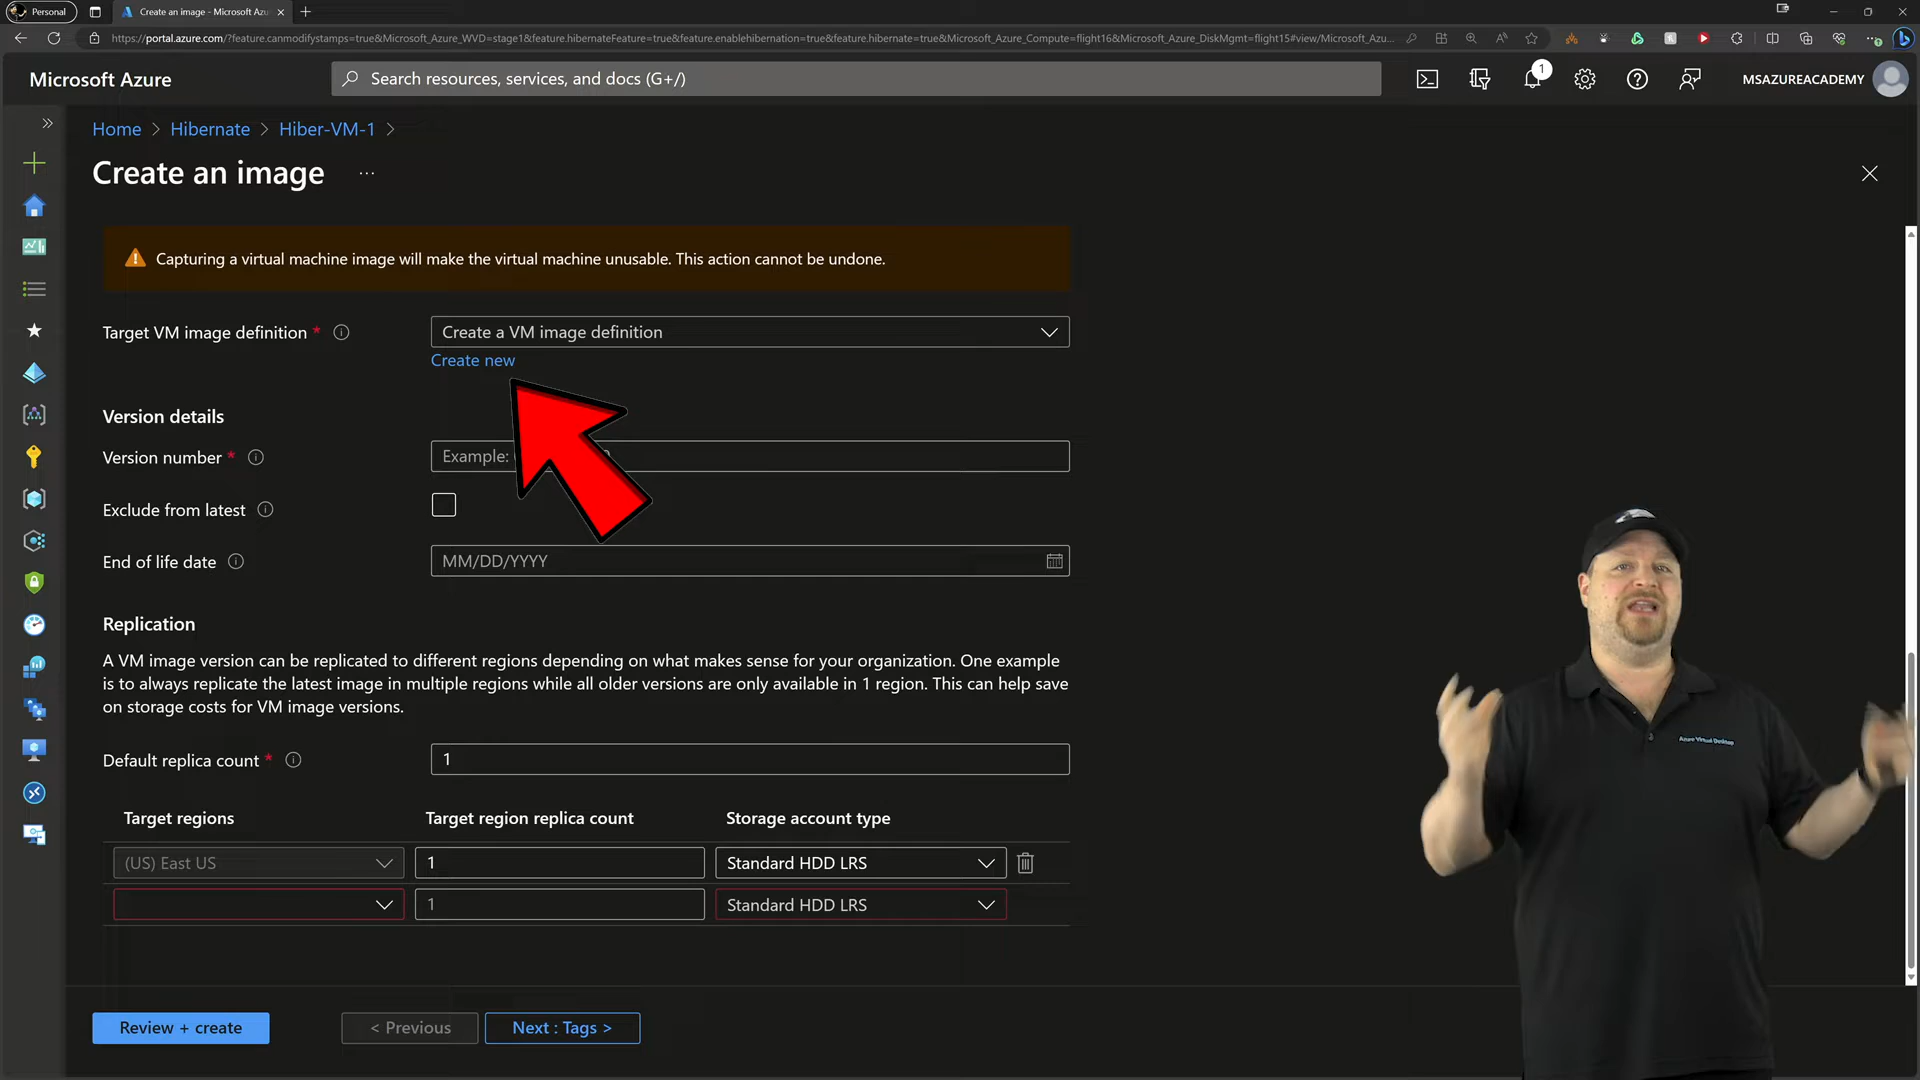 Personal
Create an image - Microsoft Azu
https://portal.azure.com/?feature.canmodifystamps=true&Microsoft_Azure_WVD=stage1&feature.hibernateFeature=true&feature.enablehibernation=true&feature.hibernate=true&Microsoft_Azure_Compute=flight16&Microsoft_Azure_DiskMgmt=flight15#view/Microsoft_Az...
Microsoft Azure
Search resources, services, and docs (G+/)
1
MSAZUREACADEMY
Home > Hibernate > Hiber-VM-1 >
Create an image ...
Capturing a virtual machine image will make the virtual machine unusable. This action cannot be undone.
Target VM image definition *
Create a VM image definition
Create new
Version details
Version number *
Example:
Exclude from latest
End of life date
MM/DD/YYYY
Replication
A VM image version can be replicated to different regions depending on what makes sense for your organization. One example
is to always replicate the latest image in multiple regions while all older versions are only available in 1 region. This can help save
on storage costs for VM image versions.
Default replica count *
1
Target regions Target region replica count Storage account type
(US) East US 1 Standard HDD LRS
1 Standard HDD LRS
Azure Virtual Desktop
Review + create < Previous Next : Tags >